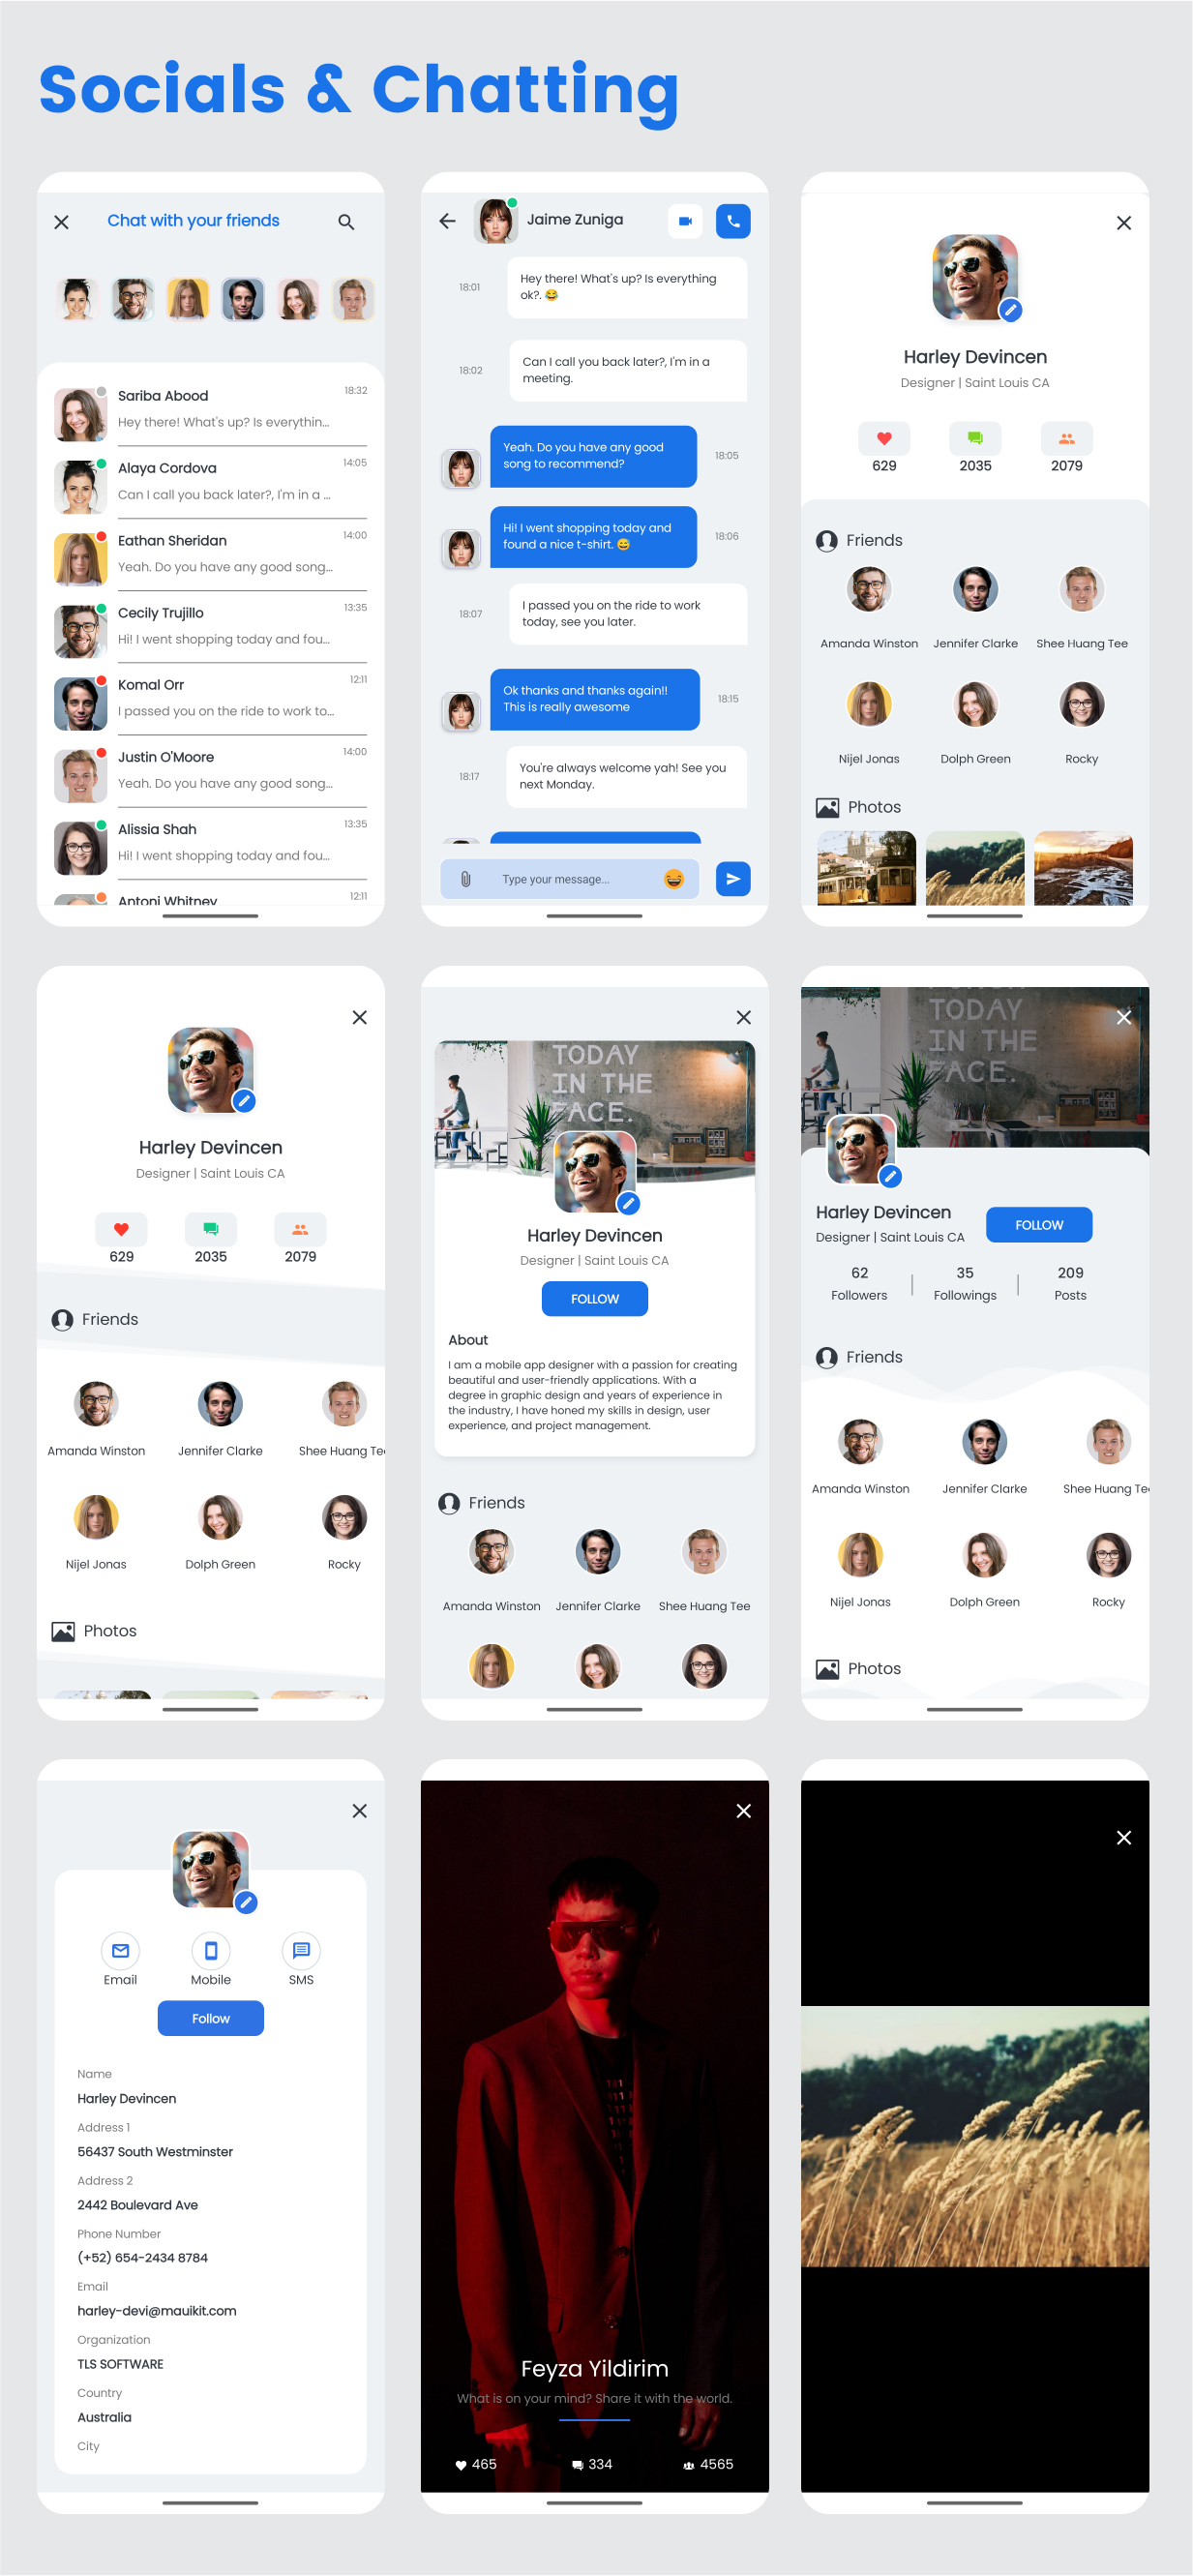 Socials & Chatting
Chat with your friends
Sariba Abood
18:32
Hey there! What's up? Is everythin...
Alaya Cordova
14:05
Can I call you back later?, I'm in a ...
Eathan Sheridan
14:00
Yeah. Do you have any good song...
Cecily Trujillo
13:35
Hi! I went shopping today and fou...
Komal Orr
12:11
I passed you on the ride to work to...
Justin O'Moore
14:00
Yeah. Do you have any good song...
Alissia Shah
13:35
Hi! I went shopping today and fou...
Antoni Whitney
12:11
Jaime Zuniga
18:01
Hey there! What's up? Is everything
ok?. 😂
18:02
Can I call you back later?, I'm in a
meeting.
Yeah. Do you have any good
song to recommend?
18:05
Hi! I went shopping today and
found a nice t-shirt. 😅
18:06
18:07
I passed you on the ride to work
today, see you later.
Ok thanks and thanks again!!
This is really awesome
18:15
18:17
You're always welcome yah! See you
next Monday.
Type your message...
Harley Devincen
Designer | Saint Louis CA
629 2035 2079
Friends
Amanda Winston Jennifer Clarke Shee Huang Tee
Nijel Jonas Dolph Green Rocky
Photos
Harley Devincen
Designer | Saint Louis CA
629 2035 2079
Friends
Amanda Winston Jennifer Clarke Shee Huang Tee
Nijel Jonas Dolph Green Rocky
Photos
TODAY
IN THE
FACE.
Harley Devincen
Designer | Saint Louis CA
FOLLOW
About
I am a mobile app designer with a passion for creating
beautiful and user-friendly applications. With a
degree in graphic design and years of experience in
the industry, I have honed my skills in design, user
experience, and project management.
Friends
Amanda Winston Jennifer Clarke Shee Huang Tee
TODAY
IN THE
FACE.
Harley Devincen
Designer | Saint Louis CA
FOLLOW
62 35 209
Followers Followings Posts
Friends
Amanda Winston Jennifer Clarke Shee Huang Tee
Nijel Jonas Dolph Green Rocky
Photos
Email Mobile SMS
Follow
Name
Harley Devincen
Address 1
56437 South Westminster
Address 2
2442 Boulevard Ave
Phone Number
(+52) 654-2434 8784
Email
harley-devi@mauikit.com
Organization
TLS SOFTWARE
Country
Australia
City
Feyza Yildirim
What is on your mind? Share it with the world.
465 334 4565